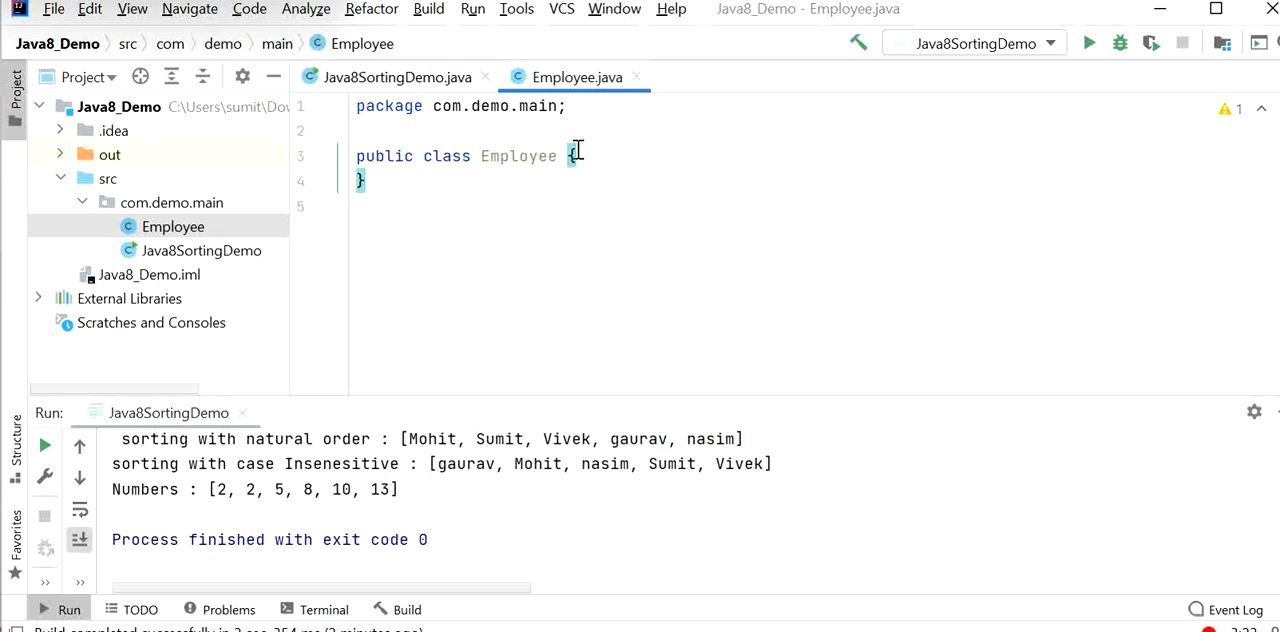 File Edit View Navigate Code Analyze Refactor Build Run Tools VCS Window Help Java8_Demo - Employee.java
Java8_Demo src com demo main Employee Java8SortingDemo
Project Java8SortingDemo.java Employee.java
Project
Java8_Demo C:\Users\sumit\Do
.idea
out
src
com.demo.main
Employee
Java8SortingDemo
Java8_Demo.iml
External Libraries
Scratches and Consoles
1 package com.demo.main;
2
3 public class Employee {
4 }
5
1
Run: Java8SortingDemo
Structure
Favorites
sorting with natural order : [Mohit, Sumit, Vivek, gaurav, nasim]
sorting with case Insenesitive : [gaurav, Mohit, nasim, Sumit, Vivek]
Numbers : [2, 2, 5, 8, 10, 13]
Process finished with exit code 0
Run TODO Problems Terminal Build Event Log